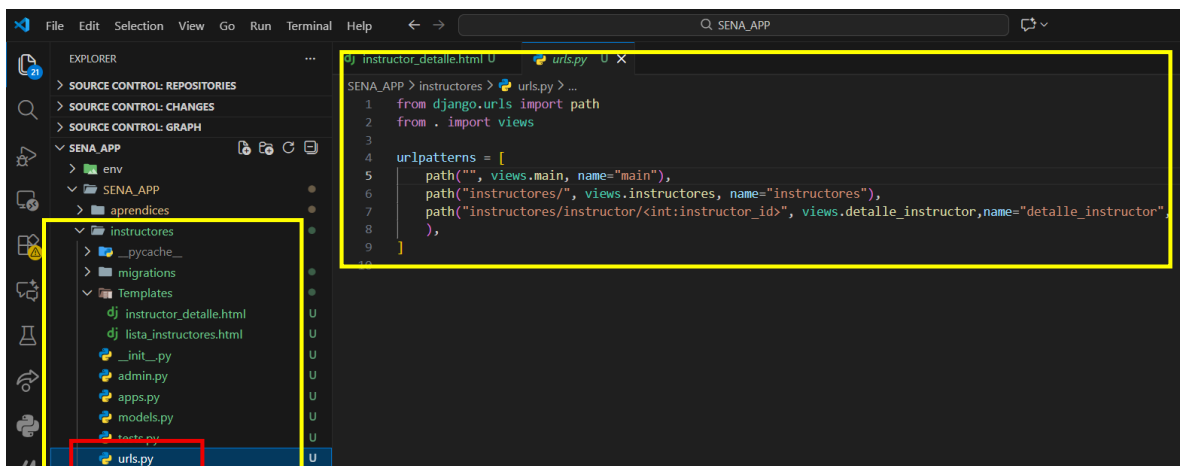 File Edit Selection View Go Run Terminal Help
SENA_APP
EXPLORER
SOURCE CONTROL: REPOSITORIES
SOURCE CONTROL: CHANGES
SOURCE CONTROL: GRAPH
SENA_APP
env
SENA_APP
aprendices
instructores
__pycache__
migrations
Templates
instructor_detalle.html U
lista_instructores.html U
__init__.py U
admin.py U
apps.py U
models.py U
tests.py U
urls.py U
21
instructor_detalle.html U urls.py U
SENA_APP > instructores > urls.py > ...
1 from django.urls import path
2 from . import views
3
4 urlpatterns = [
5 path("", views.main, name="main"),
6 path("instructores/", views.instructores, name="instructores"),
7 path("instructores/instructor/<int:instructor_id>", views.detalle_instructor,name="detalle_instructor",
8 ),
9 ]
10